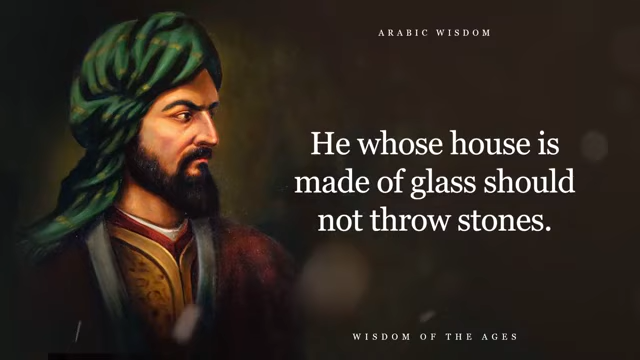 ARABIC WISDOM
He whose house is
made of glass should
not throw stones.
WISDOM OF THE AGES